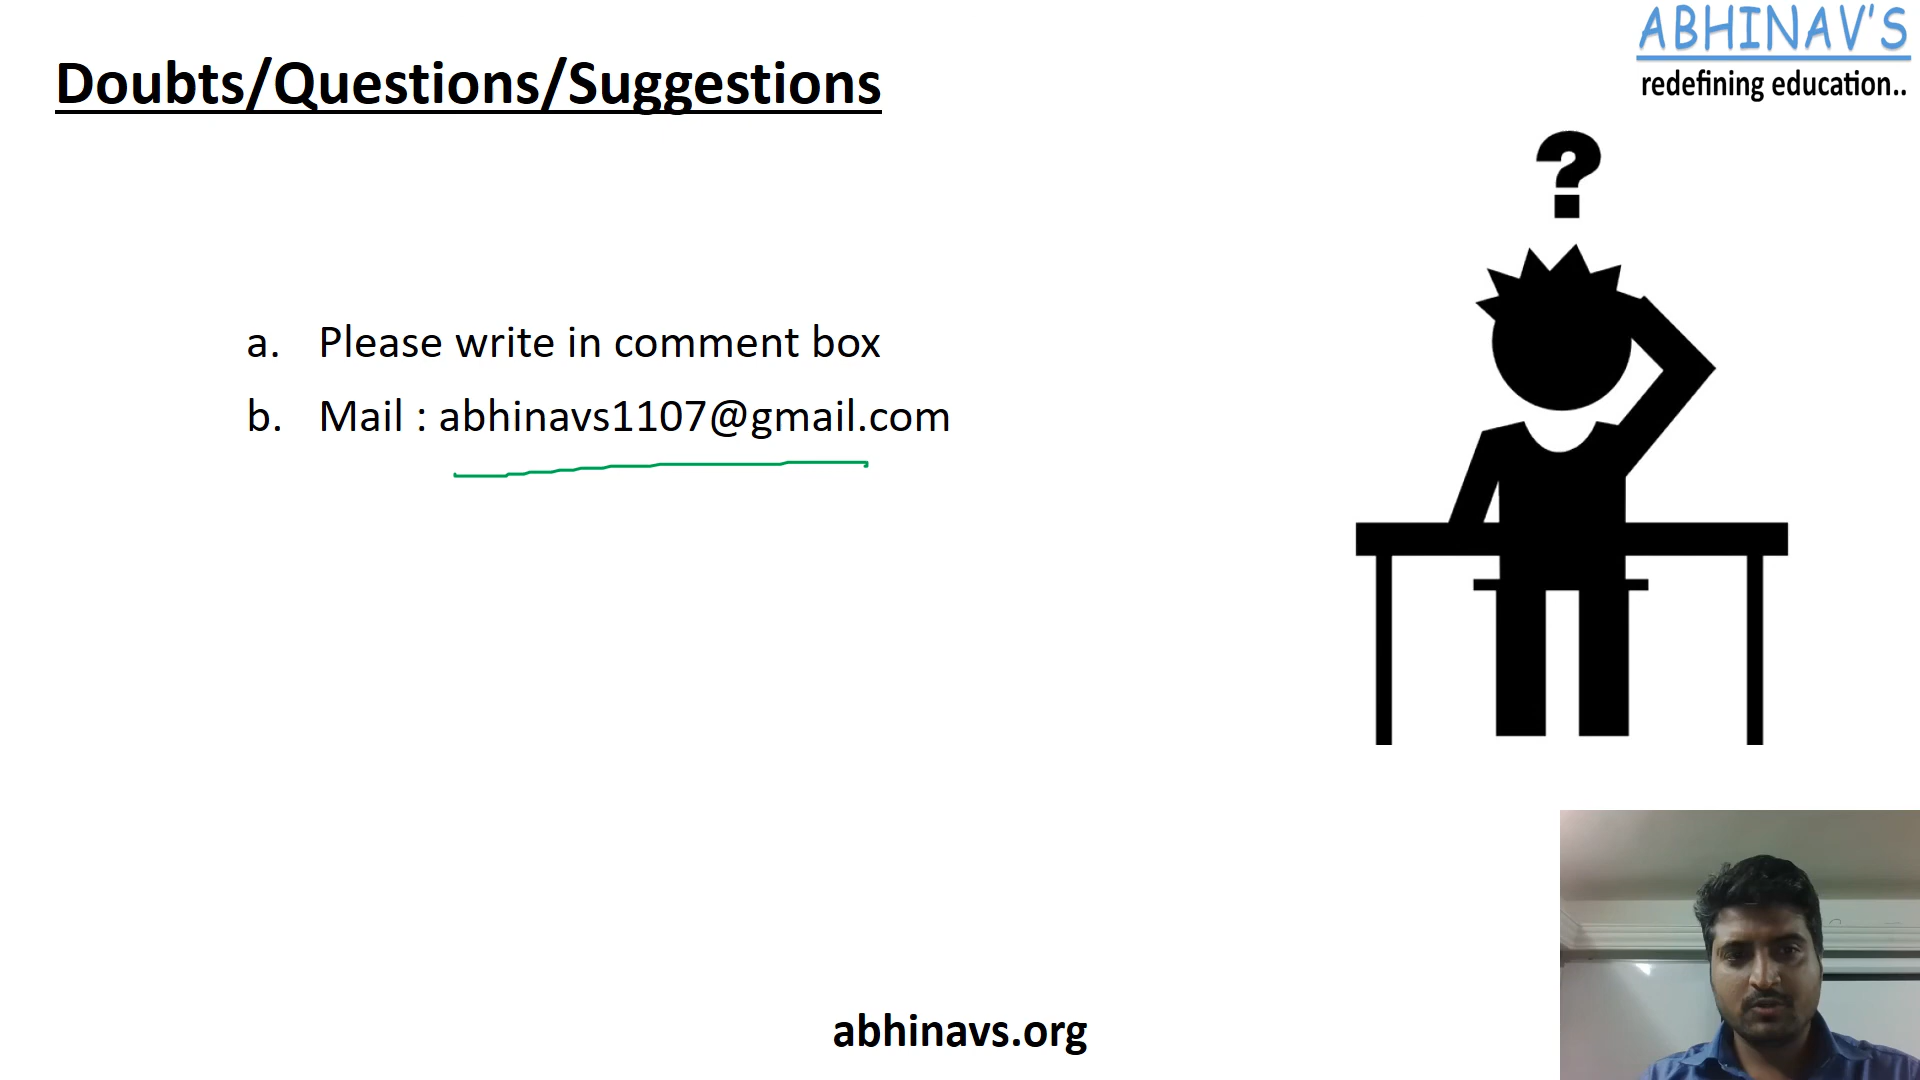 ABHINAV'S
redefining education..
Doubts/Questions/Suggestions
?
a. Please write in comment box
b. Mail : abhinavs1107@gmail.com
abhinavs.org